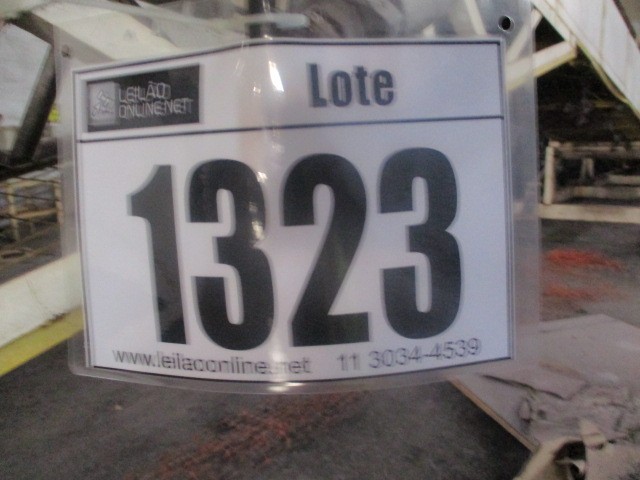 LEILÃO
ONLINE.NET
Lote
1323
www.leilaoonline.net 11 3034-4539